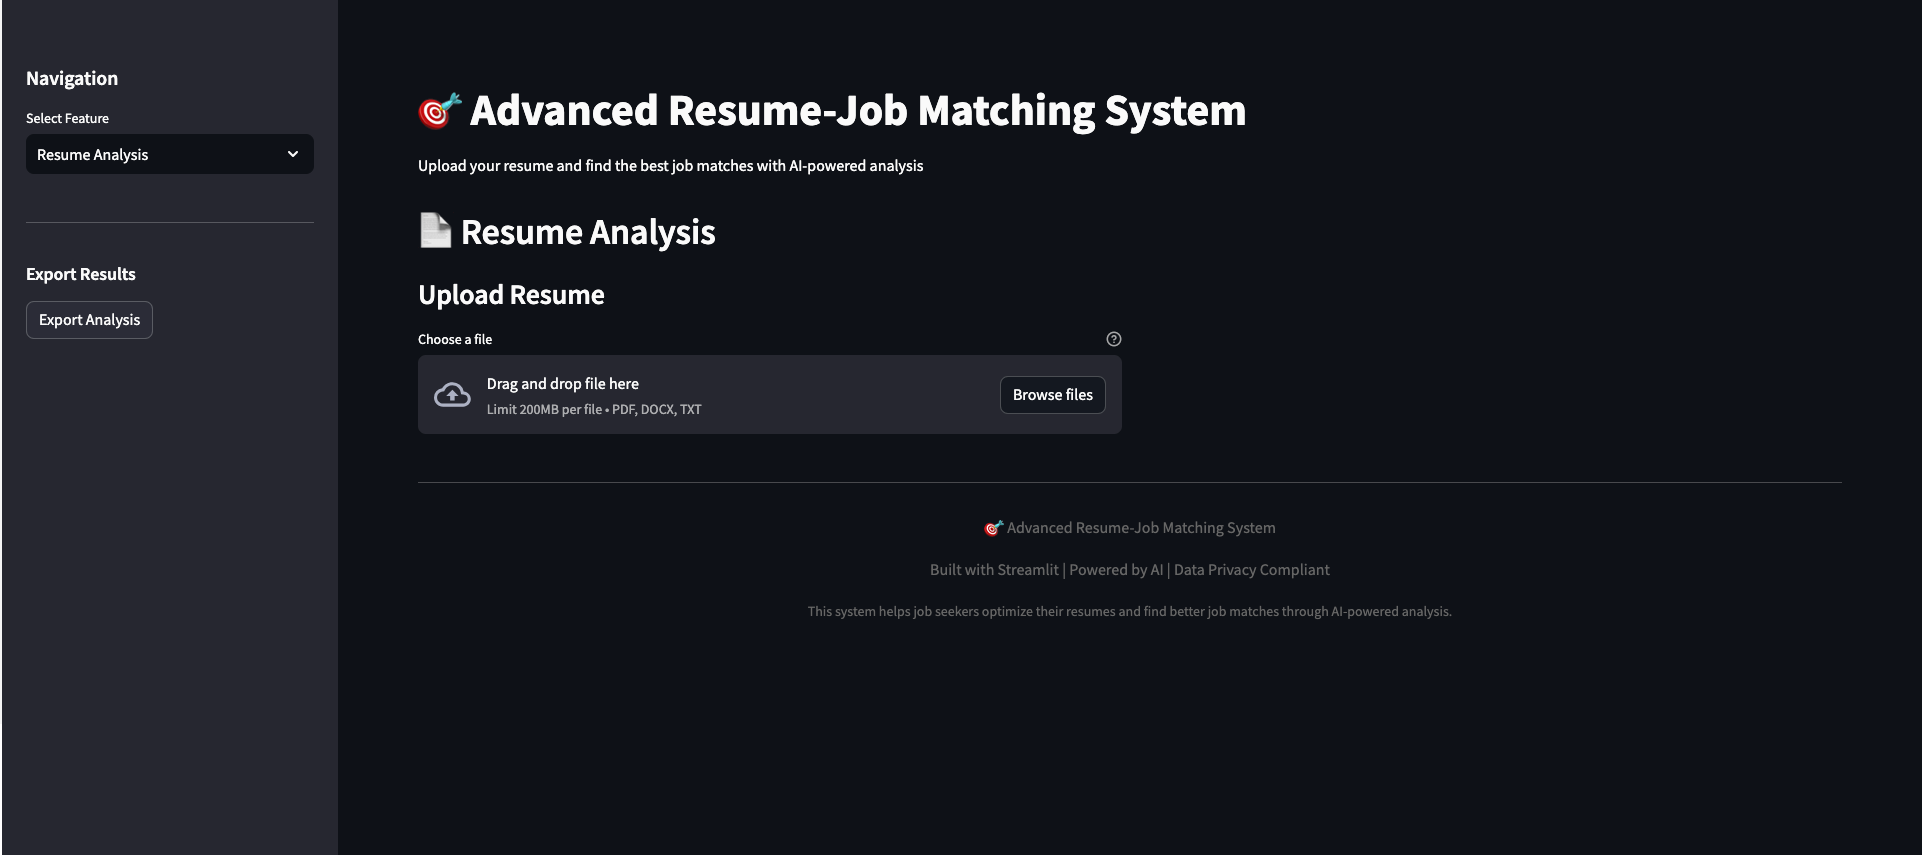 Navigation
Select Feature
Resume Analysis
Export Results
Export Analysis
🎯 Advanced Resume-Job Matching System
Upload your resume and find the best job matches with AI-powered analysis
📄 Resume Analysis
Upload Resume
Choose a file
Drag and drop file here
Limit 200MB per file • PDF, DOCX, TXT
Browse files
🎯 Advanced Resume-Job Matching System
Built with Streamlit | Powered by AI | Data Privacy Compliant
This system helps job seekers optimize their resumes and find better job matches through AI-powered analysis.